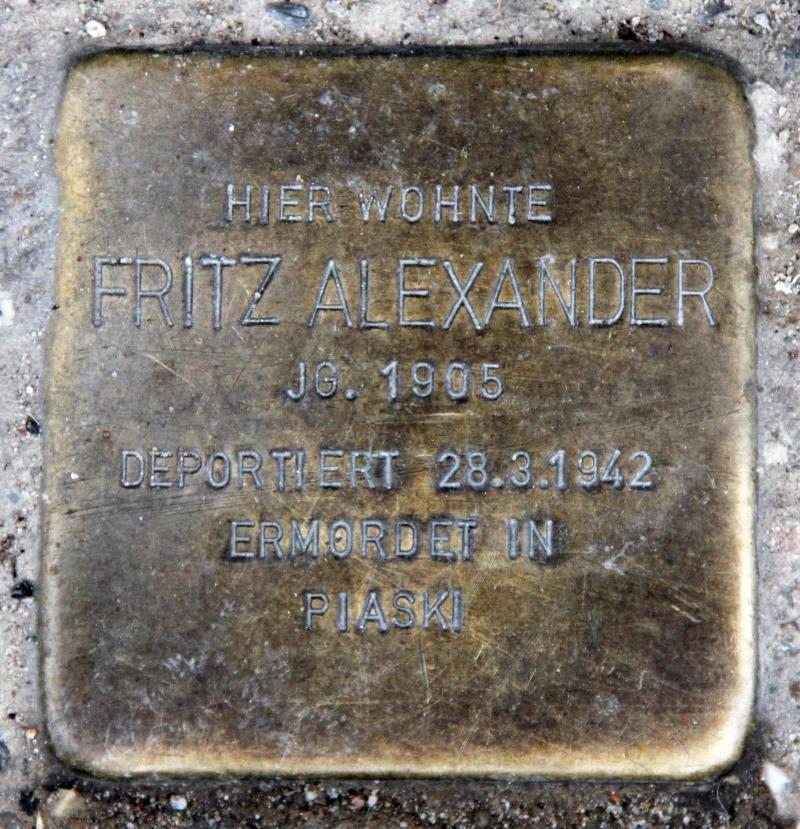 HIER WOHNTE
FRITZ ALEXANDER
JG. 1905
DEPORTIERT 28.3.1942
ERMORDET IN
PIASKI